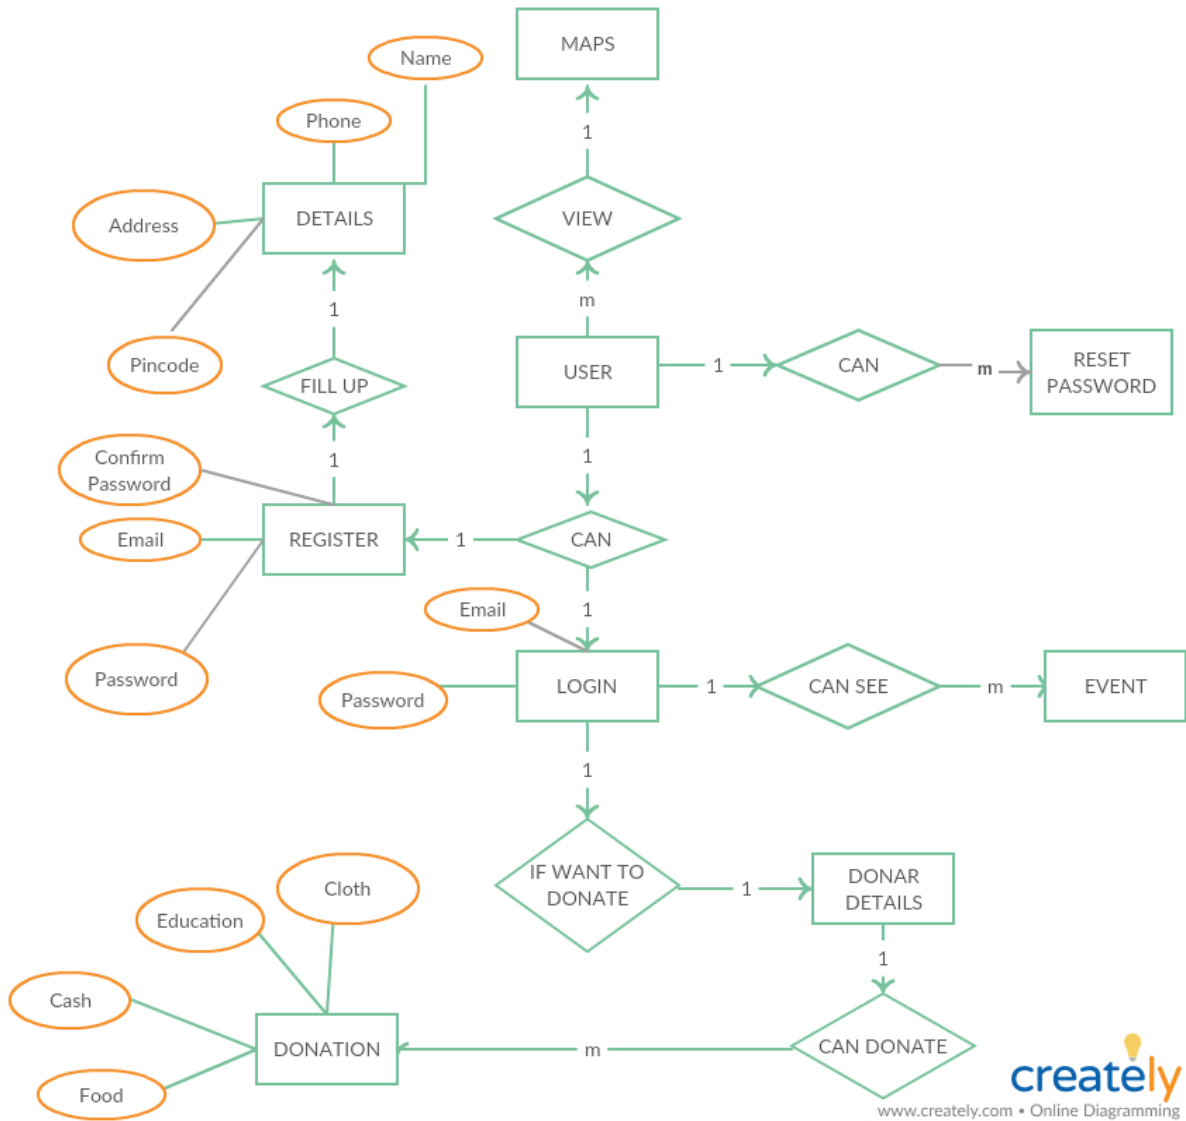 MAPS
Name
1
Phone
Address
DETAILS
VIEW
1
m
Pincode
FILL UP
USER
1
CAN
m
RESET
PASSWORD
1
1
Confirm
Password
Email
REGISTER
1
CAN
Email
1
Password
Password
LOGIN
1
CAN SEE
m
EVENT
1
IF WANT TO
DONATE
1
DONAR
DETAILS
Cloth
Education
1
Cash
DONATION
m
CAN DONATE
Food
creately
www.creately.com • Online Diagramming